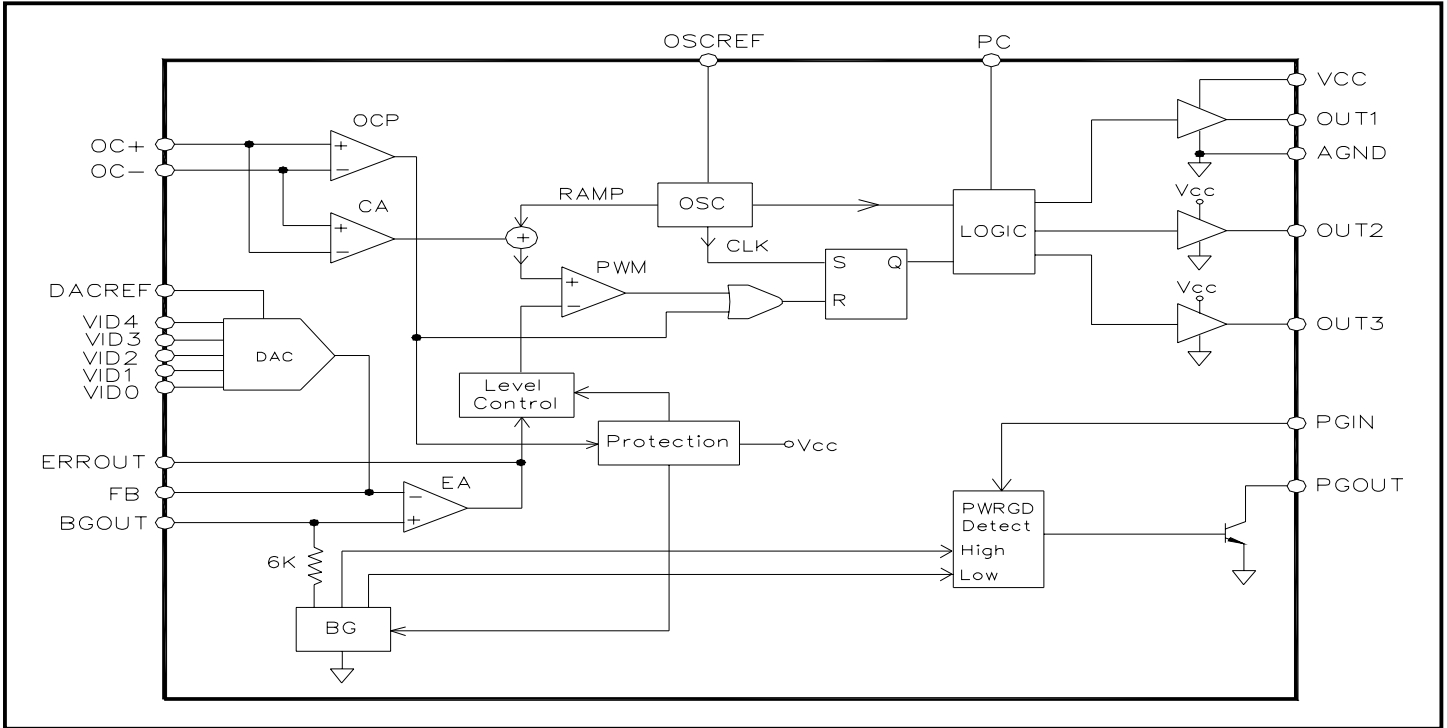 OSCREF
PC
VCC
OCP
OUT1
OC+
+
AGND
OC-
-
CA
RAMP
OSC
Vcc
+
+
LOGIC
OUT2
-
CLK
PWM
S Q
DACREF
+
Vcc
-
R
VID4
OUT3
VID3
VID2
DAC
VID1
VID0
Level
Control
PGIN
Protection
Vcc
ERROUT
EA
PGOUT
FB
-
BGOUT
+
PWRGD
Detect
6K
High
Low
BG